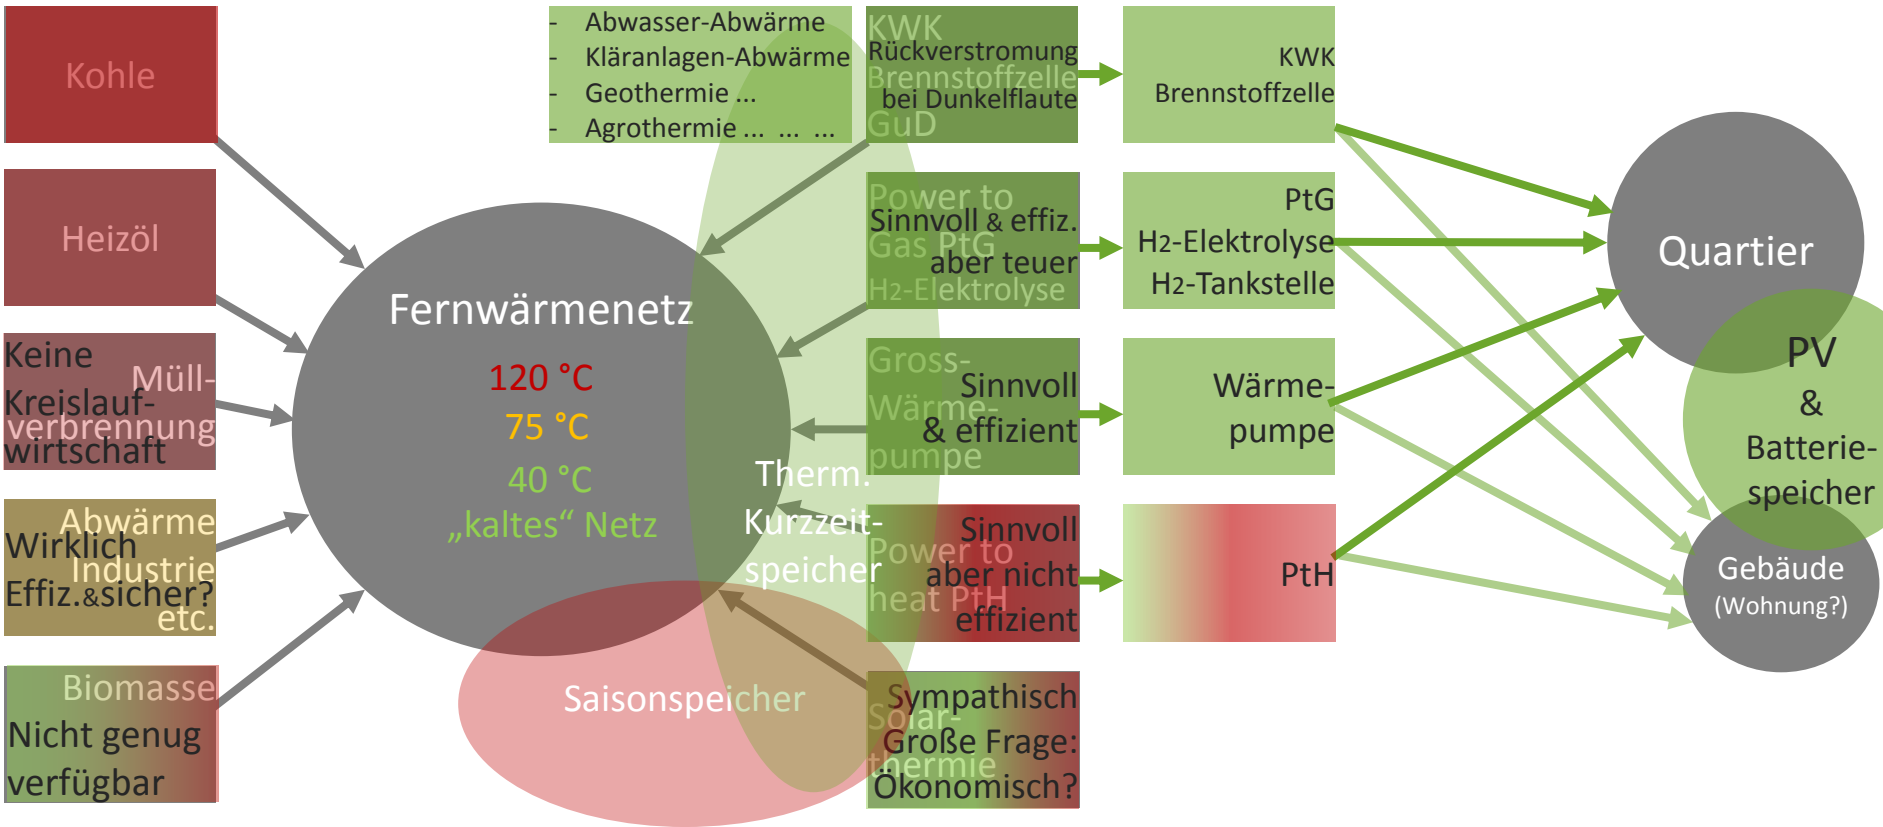 Kohle
Heizöl
Müll-
verbrennung
Keine
Kreislauf-
wirtschaft
Abwärme
Industrie
etc.
Wirklich
Effiz.&sicher?
Biomasse
Nicht genug
verfügbar
- Abwasser-Abwärme
- Kläranlagen-Abwärme
- Geothermie ...
- Agrothermie ... ... ...
Fernwärmenetz
120 °C
75 °C
40 °C
„kaltes“ Netz
Therm.
Kurzzeit-
speicher
Saisonspeicher
KWK
Brennstoffzelle
GuD
Rückverstromung
bei Dunkelflaute
Power to
Gas PtG
H2-Elektrolyse
Sinnvoll & effiz.
aber teuer
Gross-
Wärme-
pumpe
Sinnvoll
& effizient
Power to
heat PtH
Sinnvoll
aber nicht
effizient
Solar-
thermie
Sympathisch
Große Frage:
Ökonomisch?
KWK
Brennstoffzelle
PtG
H2-Elektrolyse
H2-Tankstelle
Wärme-
pumpe
PtH
Quartier
PV
&
Batterie-
speicher
Gebäude
(Wohnung?)